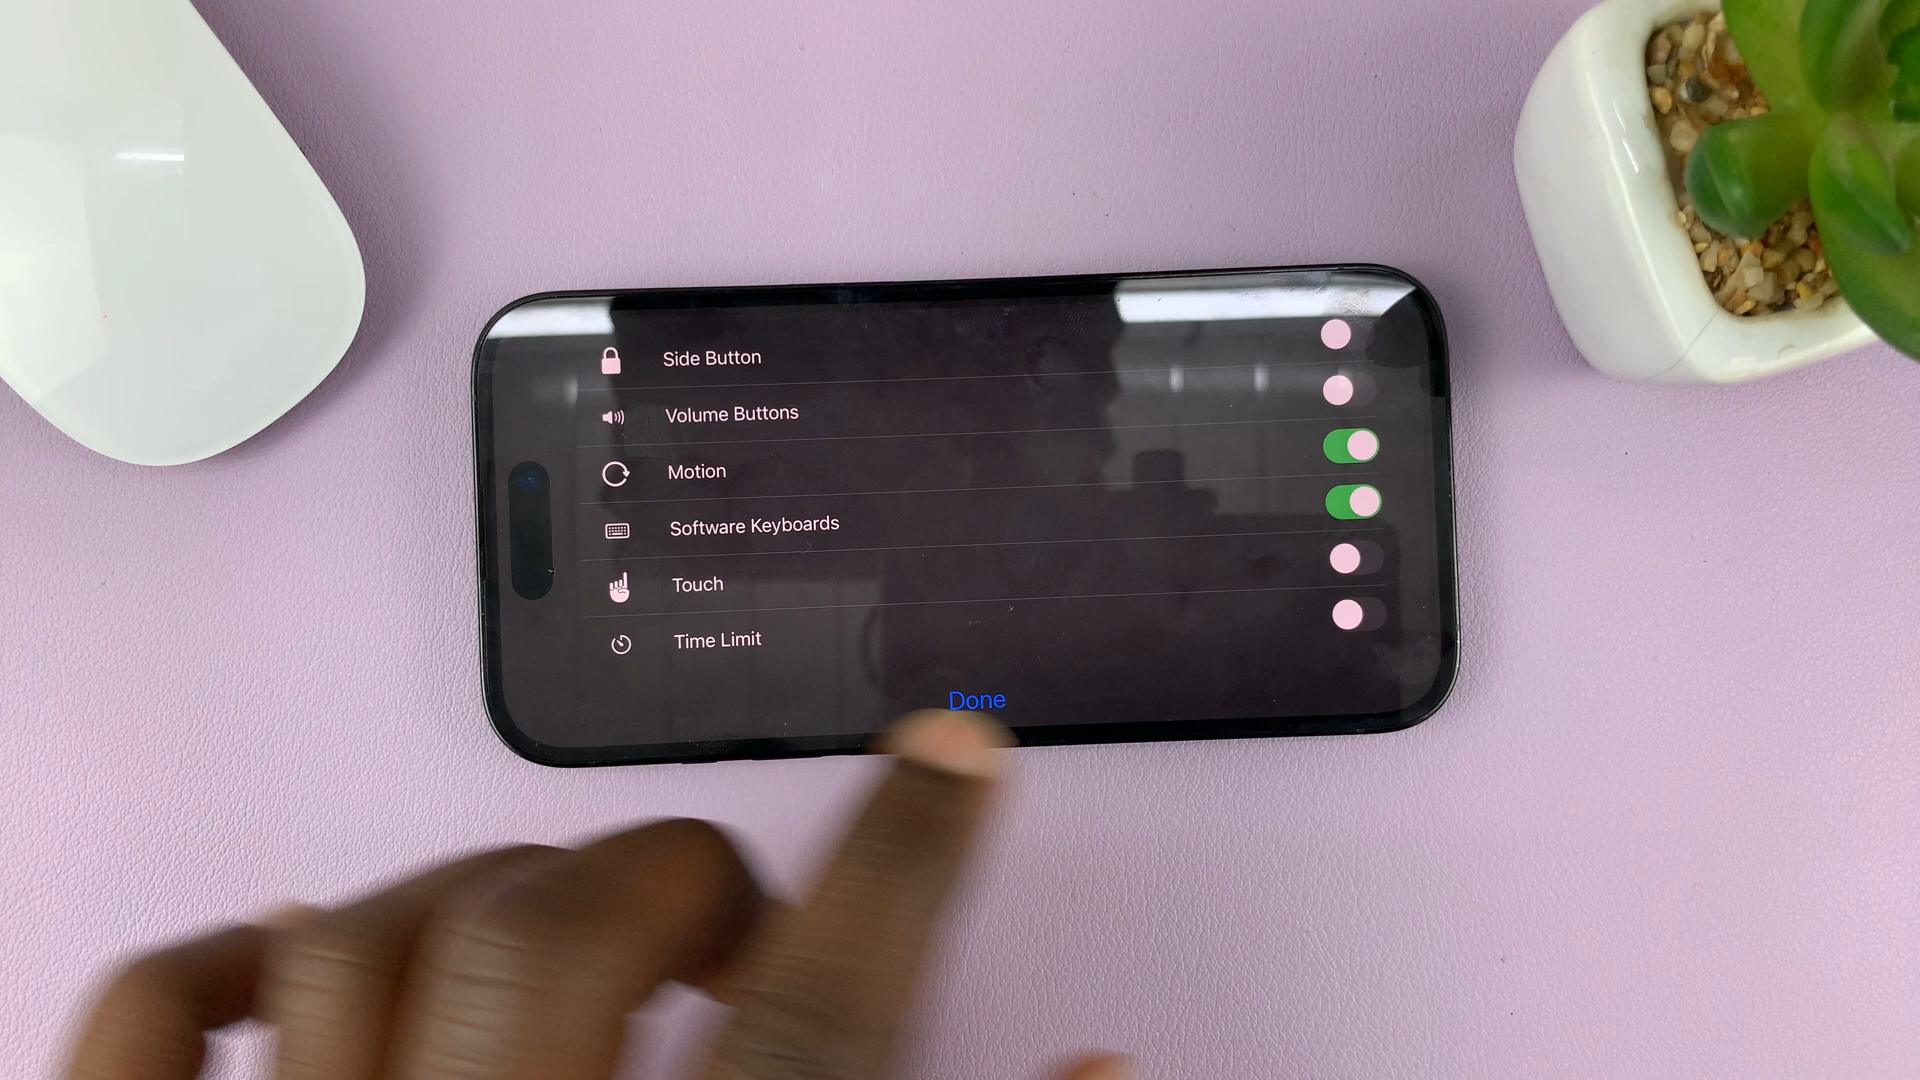 Side Button
Volume Buttons
Motion
Software Keyboards
Touch
Time Limit
Done